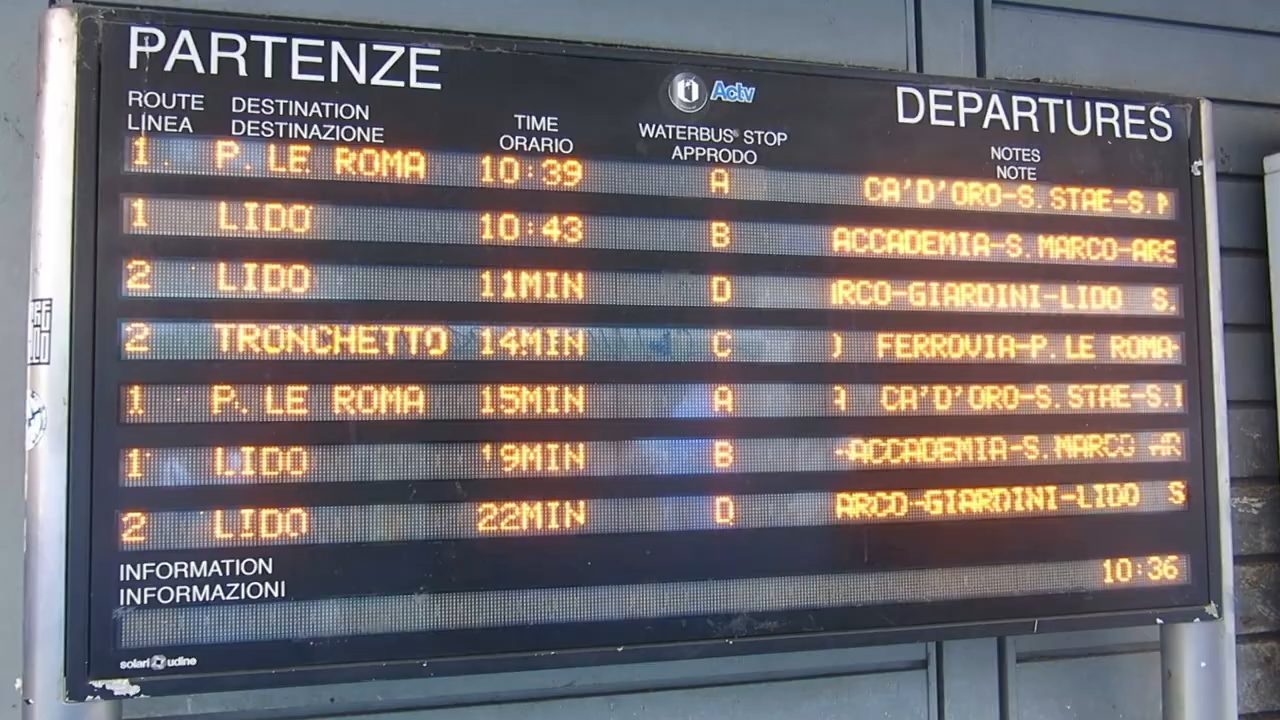 PARTENZE
Actv
DEPARTURES
ROUTE DESTINATION TIME WATERBUS STOP NOTES
LINEA DESTINAZIONE ORARIO APPRODO NOTE
1 P.LE ROMA 10:39 A CA'D'ORO-S.STAE-S.
1 LIDO 10:43 B ACCADEMIA-S.MARCO-ARS
2 LIDO 11MIN D RCO-GIARDINI-LIDO S.
2 TRONCHETTO 14MIN C FERROVIA-P.LE ROMA-
1 P.LE ROMA 15MIN A CA'D'ORO-S.STAE-S.
1 LIDO 19MIN B -ACCADEMIA-S.MARCO AR
2 LIDO 22MIN D ARCO-GIARDINI-LIDO S
INFORMATION
INFORMAZIONI
10:36
solari udine